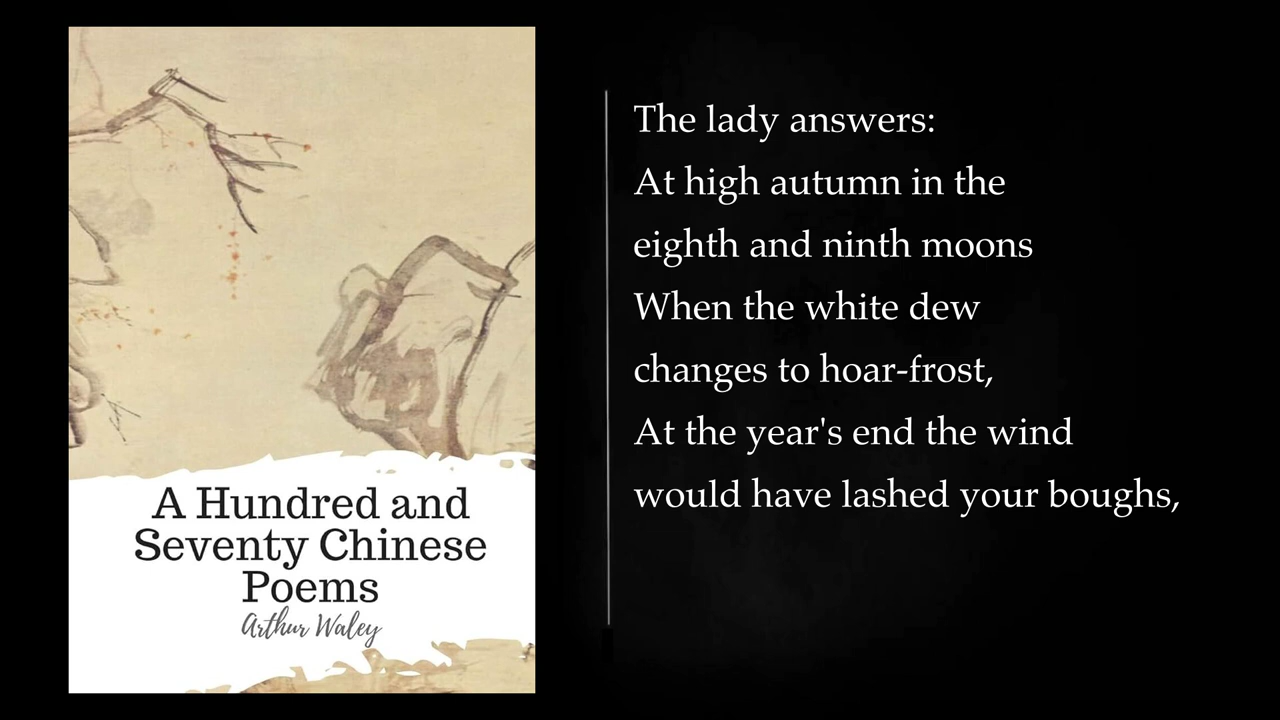 A Hundred and
Seventy Chinese
Poems
Arthur Waley
The lady answers:
At high autumn in the
eighth and ninth moons
When the white dew
changes to hoar-frost,
At the year's end the wind
would have lashed your boughs,